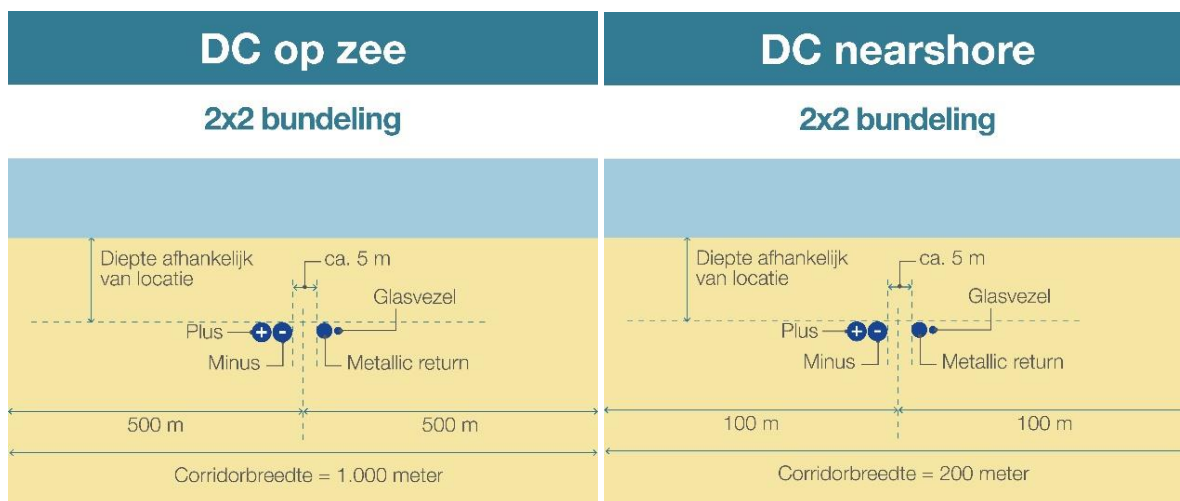 DC op zee
2x2 bundeling
Diepte afhankelijk
van locatie
ca. 5 m
Glasvezel
Plus
+ -
Minus
Metallic return
500 m
500 m
Corridorbreedte = 1.000 meter
DC nearshore
2x2 bundeling
Diepte afhankelijk
van locatie
ca. 5 m
Glasvezel
Plus
+ -
Minus
Metallic return
100 m
100 m
Corridorbreedte = 200 meter